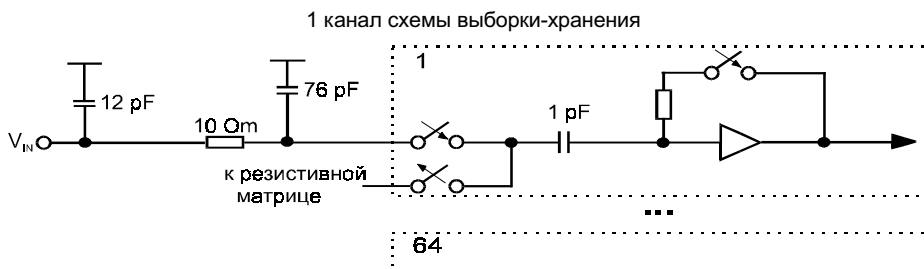 1 канал схемы выборки-хранения
1
12 pF
76 pF
1 pF
V_IN
10 Om
к резистивной
матрице
...
64